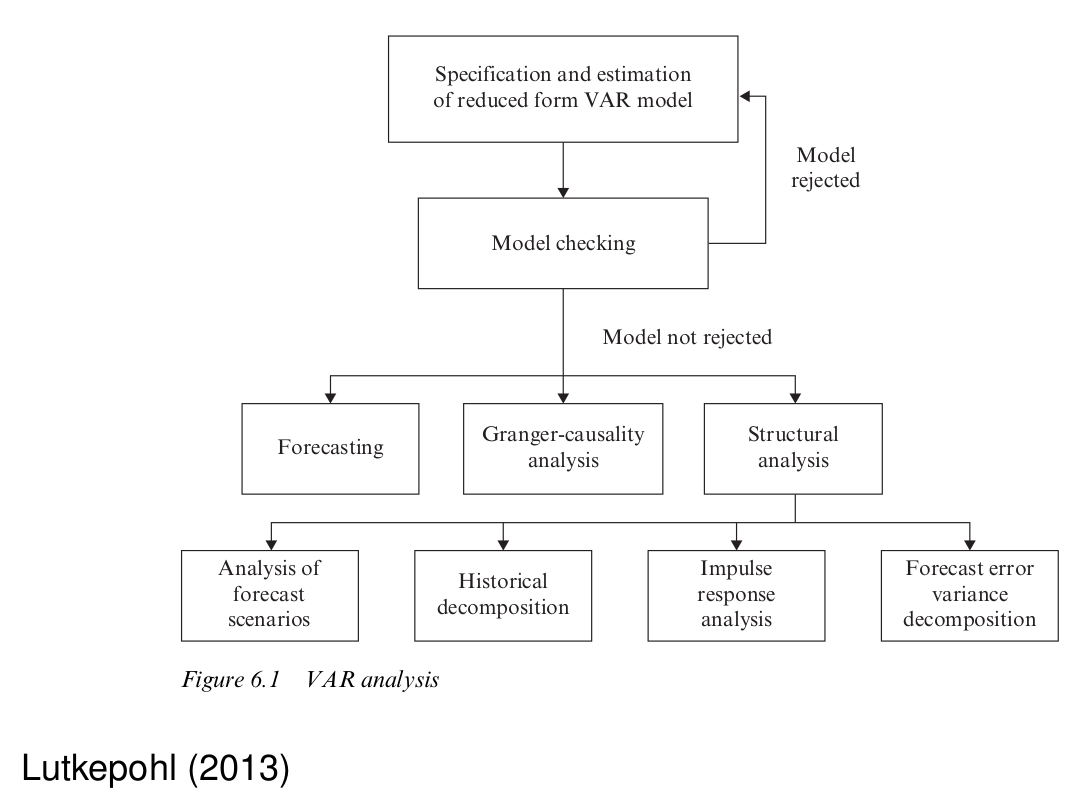 Specification and estimation
of reduced form VAR model
Model
rejected
Model checking
Model not rejected
Forecasting
Granger-causality
analysis
Structural
analysis
Analysis of
forecast
scenarios
Historical
decomposition
Impulse
response
analysis
Forecast error
variance
decomposition
Figure 6.1 VAR analysis
Lutkepohl (2013)